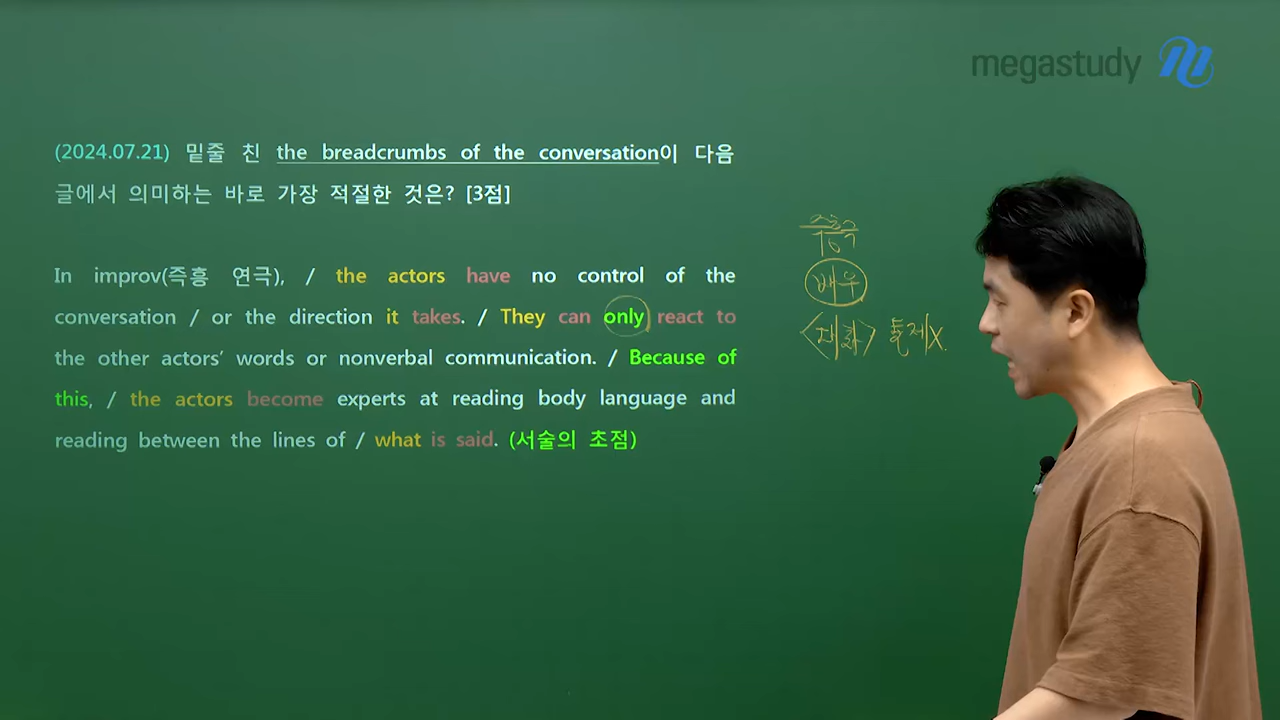 megastudy
(2024.07.21) 밑줄 친 the breadcrumbs of the conversation이 다음
글에서 의미하는 바로 가장 적절한 것은? [3점]
In improv(즉흥 연극), / the actors have no control of the
conversation / or the direction it takes. / They can only react to
the other actors' words or nonverbal communication. / Because of
this, / the actors become experts at reading body language and
reading between the lines of / what is said. (서술의 초점)
배우
<대화> 통제X.